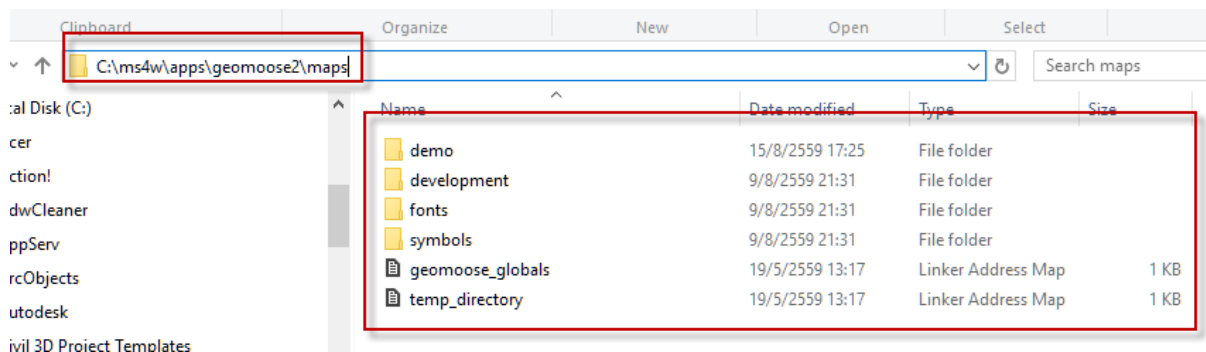 Clipboard Organize New Open Select
C:\ms4w\apps\geomoose2\maps Search maps
:al Disk (C:)
Name Date modified Type Size
cer
demo 15/8/2559 17:25 File folder
ction!
development 9/8/2559 21:31 File folder
dwCleaner
fonts 9/8/2559 21:31 File folder
ppServ
symbols 9/8/2559 21:31 File folder
rcObjects
geomoose_globals 19/5/2559 13:17 Linker Address Map 1 KB
utodesk
temp_directory 19/5/2559 13:17 Linker Address Map 1 KB
ivil 3D Project Templates